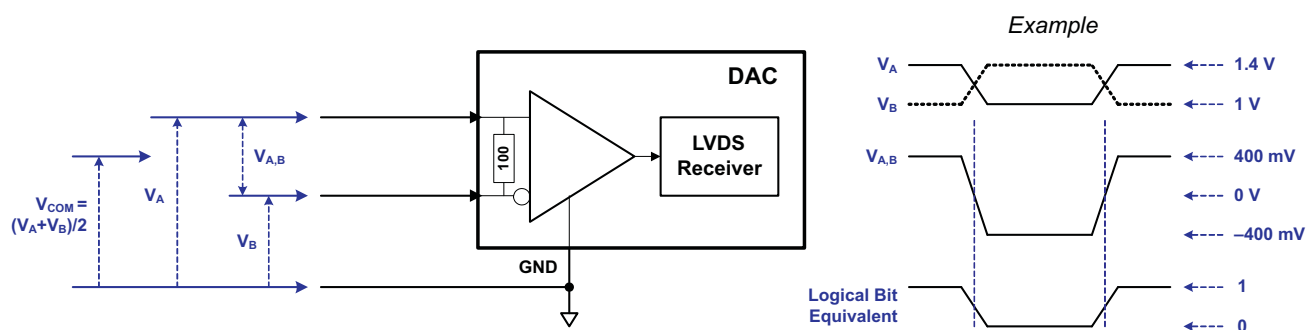 Example
DAC
LVDS
Receiver
100
GND
V_COM =
(V_A+V_B)/2
V_A
V_A,B
V_B
V_A
V_B
1.4 V
1 V
V_A,B
400 mV
0 V
–400 mV
Logical Bit
Equivalent
1
0